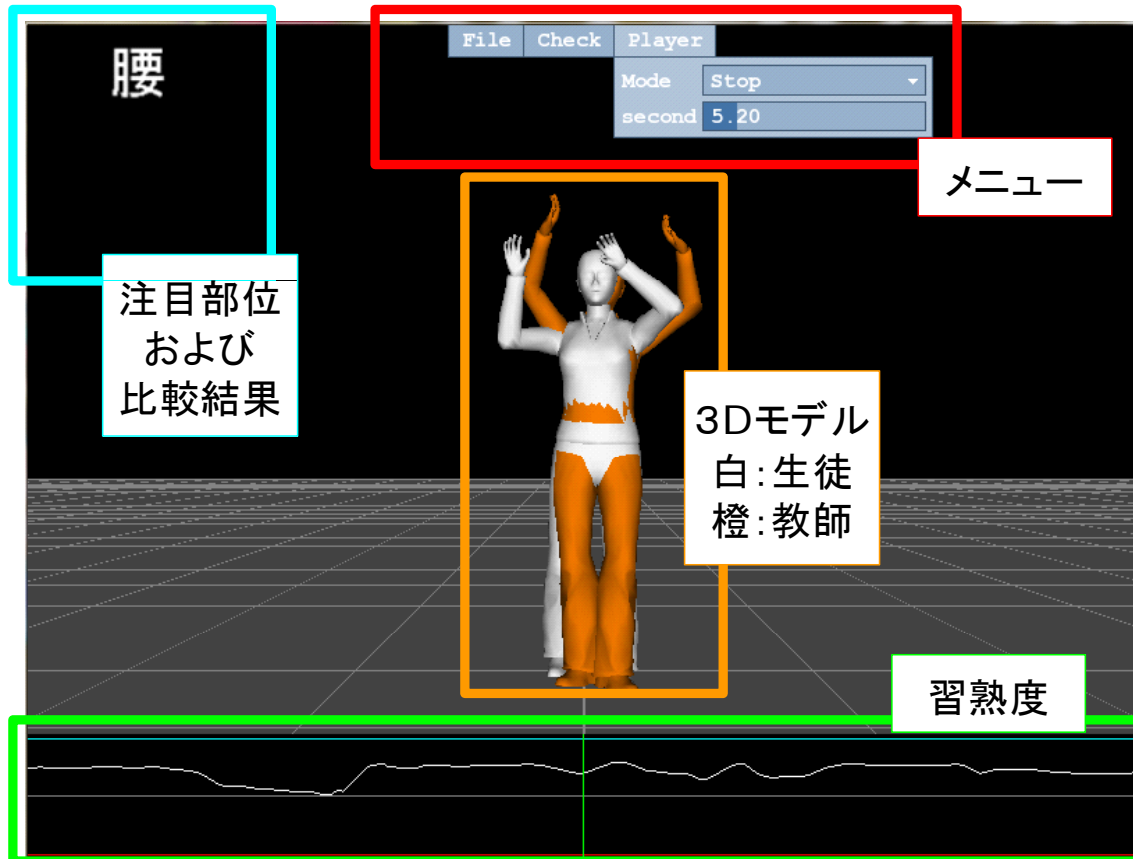 腰
File Check Player
Mode Stop
second 5.20
メニュー
注目部位
および
比較結果
3Dモデル
白:生徒
橙:教師
習熟度